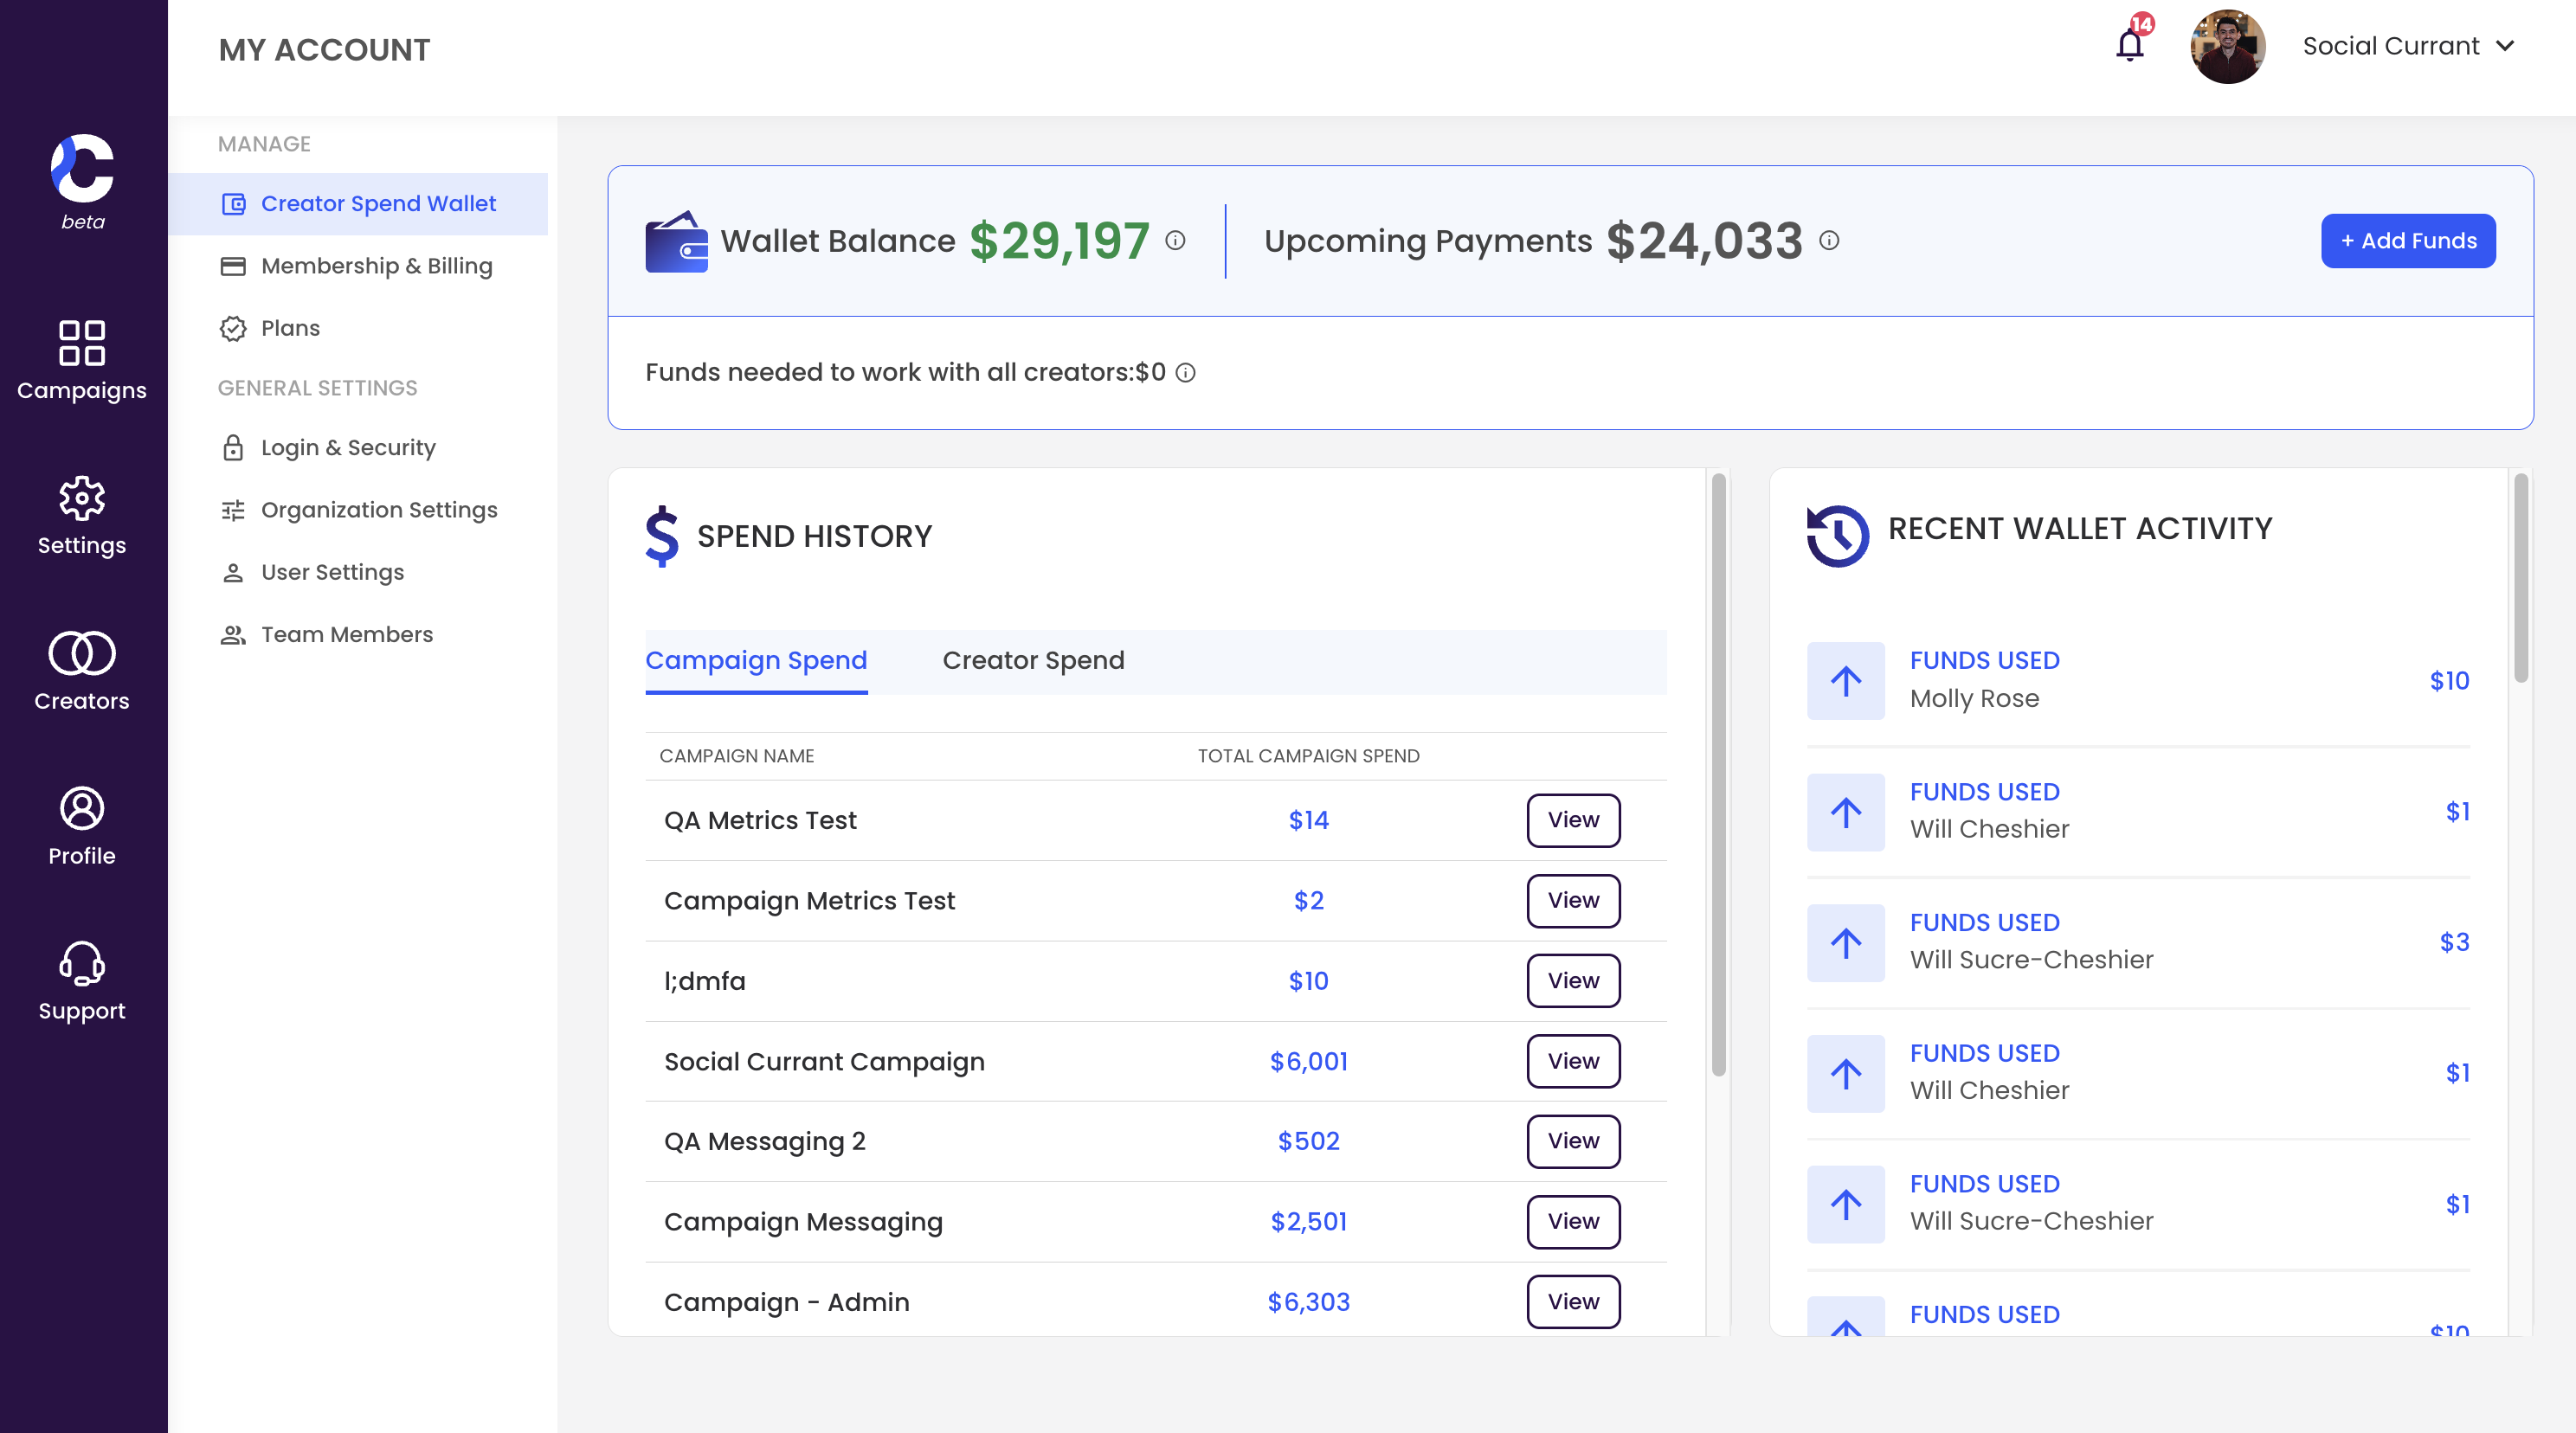 MY ACCOUNT
14
Social Currant
beta
Campaigns
Settings
Creators
Profile
Support
MANAGE
Creator Spend Wallet
Membership & Billing
Plans
GENERAL SETTINGS
Login & Security
Organization Settings
User Settings
Team Members
Wallet Balance $29,197
Upcoming Payments $24,033
+ Add Funds
Funds needed to work with all creators:$0
SPEND HISTORY
Campaign Spend Creator Spend
CAMPAIGN NAME TOTAL CAMPAIGN SPEND
QA Metrics Test $14 View
Campaign Metrics Test $2 View
l;dmfa $10 View
Social Currant Campaign $6,001 View
QA Messaging 2 $502 View
Campaign Messaging $2,501 View
Campaign - Admin $6,303 View
RECENT WALLET ACTIVITY
FUNDS USED
Molly Rose
$10
FUNDS USED
Will Cheshier
$1
FUNDS USED
Will Sucre-Cheshier
$3
FUNDS USED
Will Cheshier
$1
FUNDS USED
Will Sucre-Cheshier
$1
FUNDS USED
$10